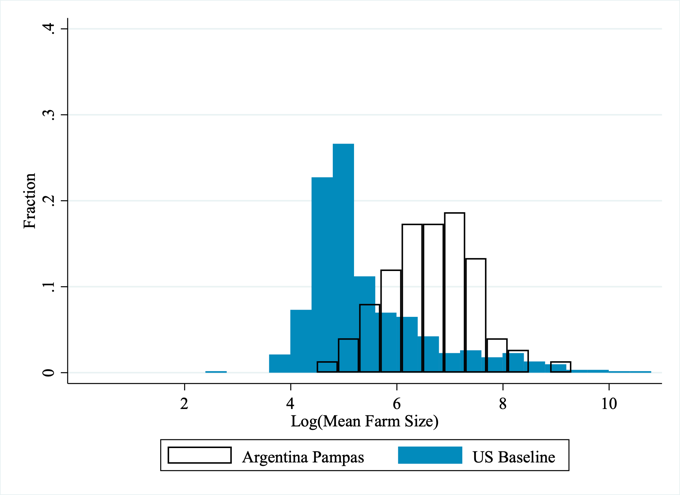 .4
.3
.2
.1
0
Fraction
2 4 6 8 10
Log(Mean Farm Size)
Argentina Pampas US Baseline